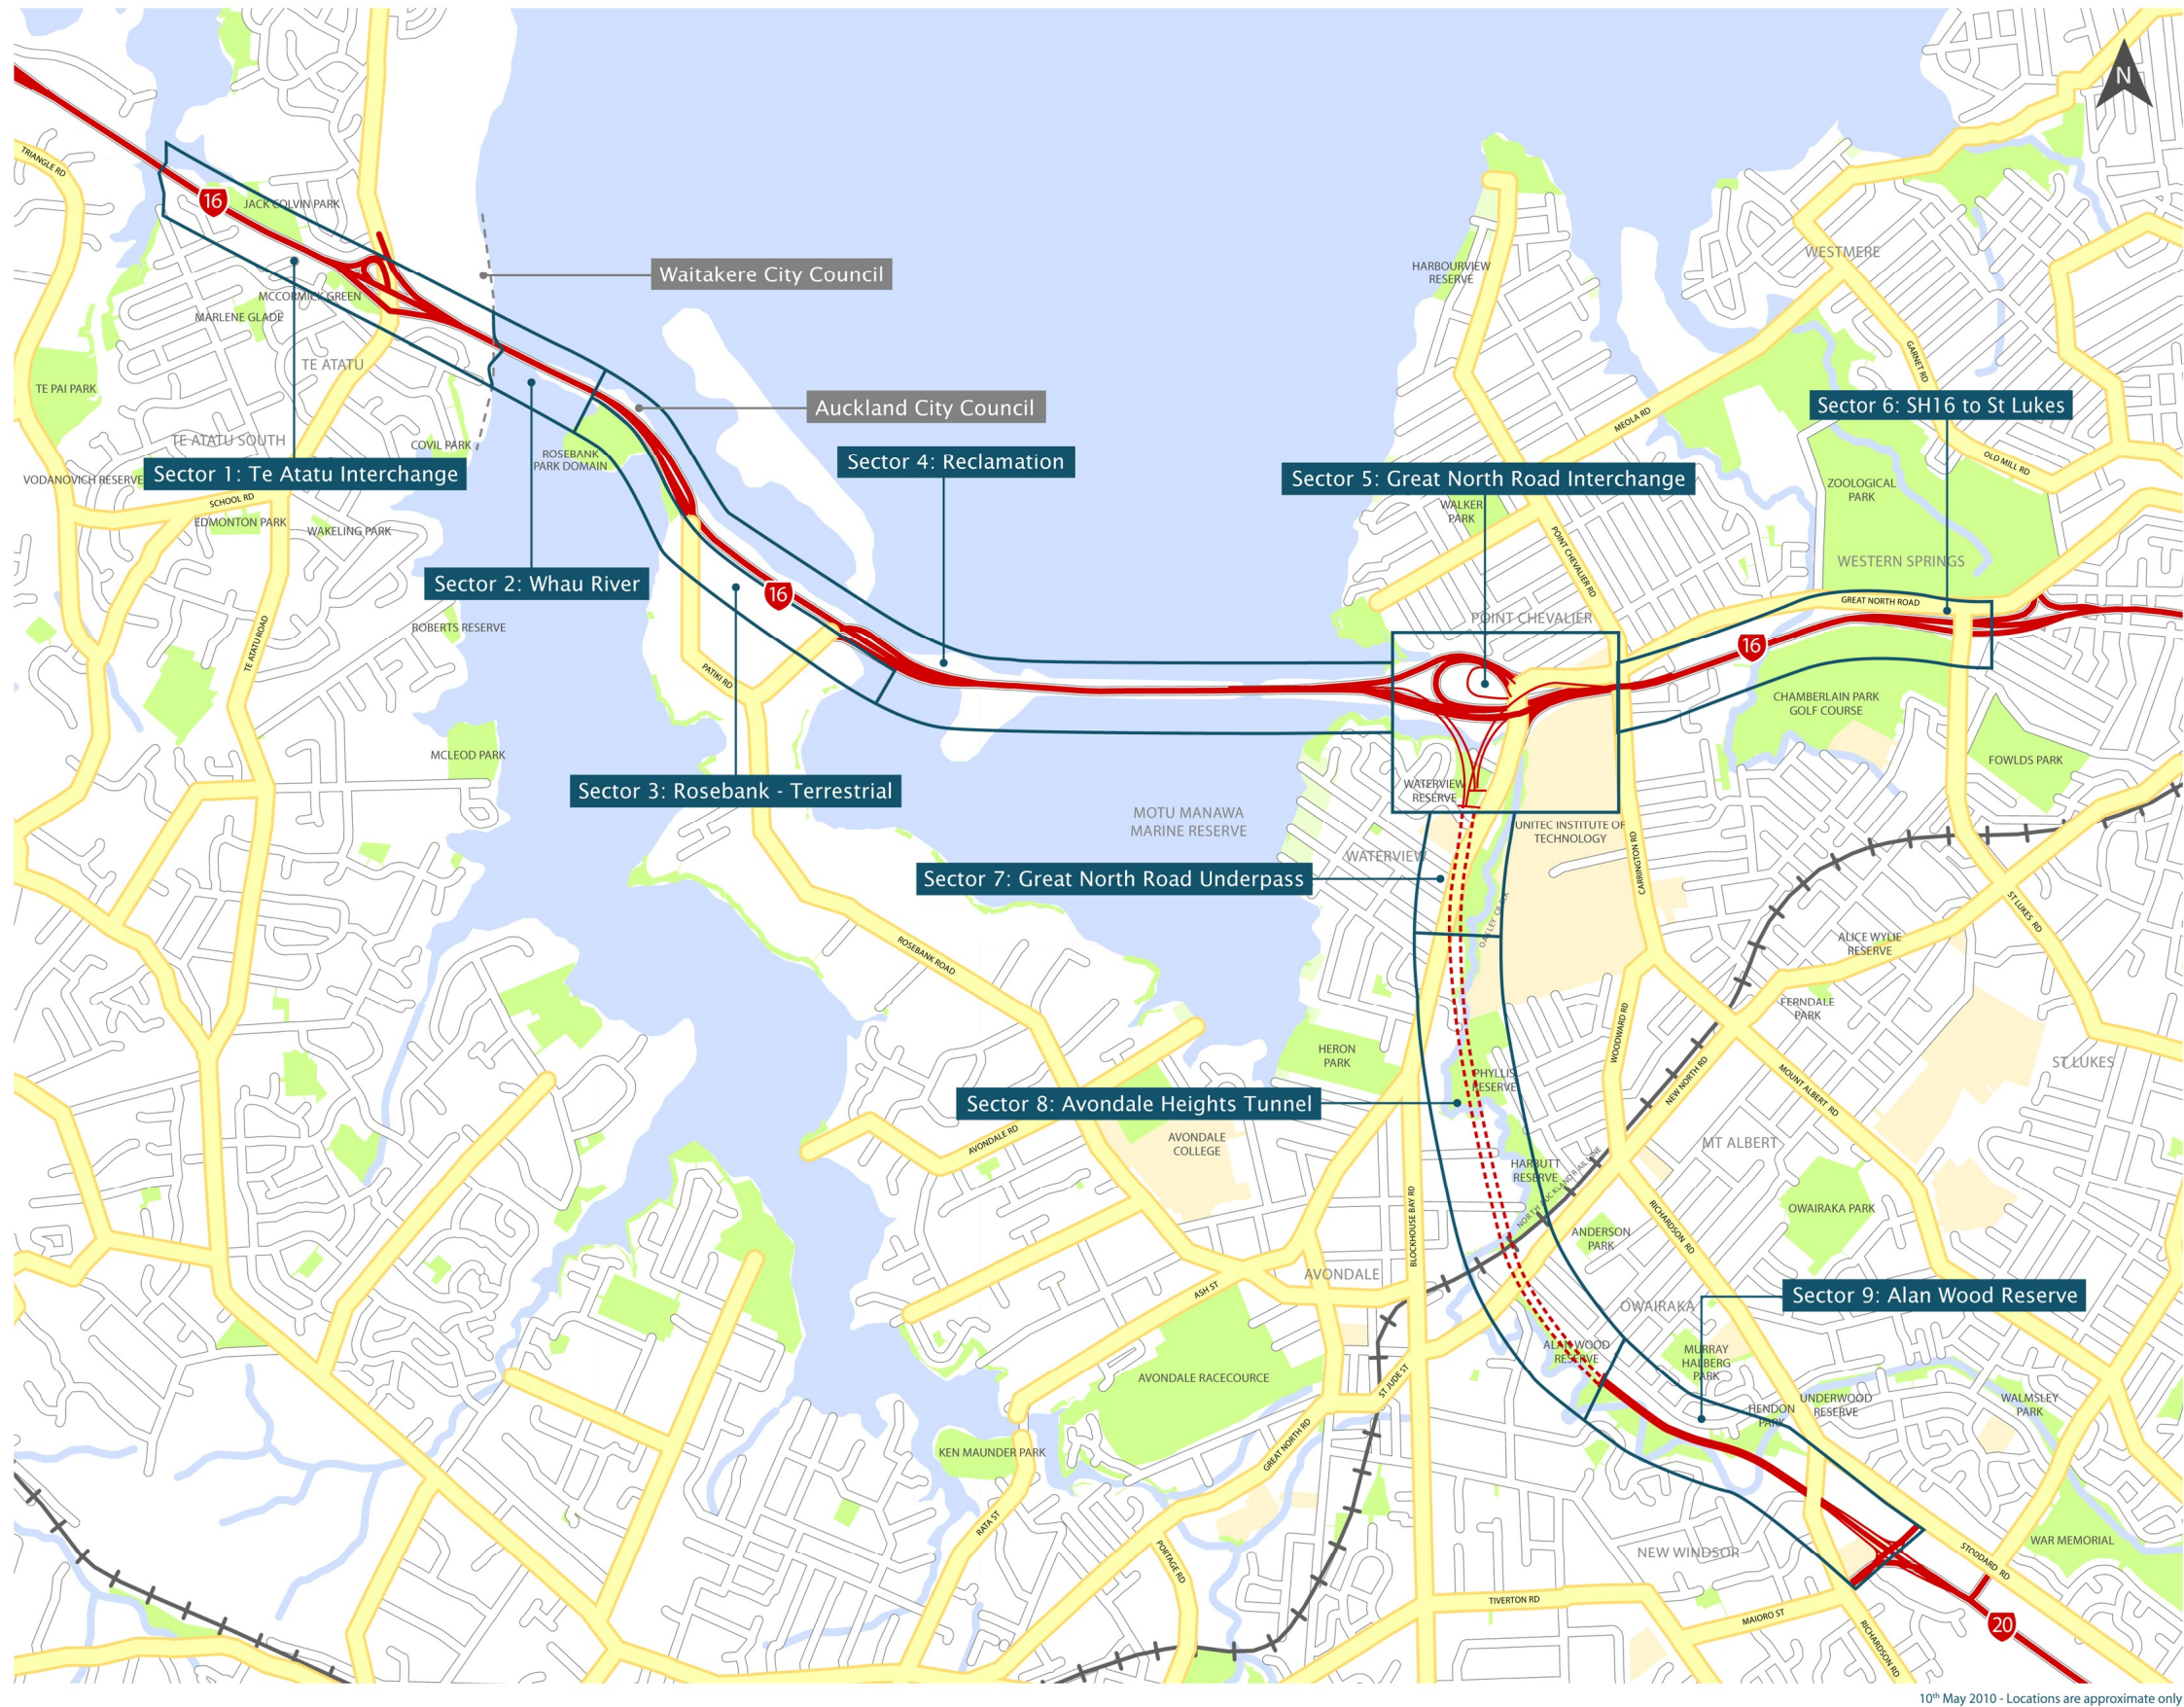 N
TRIANGLE RD
16
JACK COLVIN PARK
MCCORMICK GREEN
MARLENE GLADE
TE ATATU
TE PAI PARK
TE ATATU SOUTH
COVIL PARK
VODANOVICH RESERVE
Sector 1: Te Atatu Interchange
SCHOOL RD
EDMONTON PARK
WAKELING PARK
Waitakere City Council
Auckland City Council
ROSEBANK
PARK DOMAIN
Sector 4: Reclamation
Sector 2: Whau River
ROBERTS RESERVE
TE ATATU ROAD
16
PATIKI RD
MCLEOD PARK
Sector 3: Rosebank - Terrestrial
HARBOURVIEW
RESERVE
WESTMERE
GARNET RD
MEOLA RD
Sector 6: SH16 to St Lukes
OLD MILL RD
Sector 5: Great North Road Interchange
WALKER
PARK
ZOOLOGICAL
PARK
POINT CHEVALIER RD
WESTERN SPRINGS
GREAT NORTH ROAD
POINT CHEVALIER
16
CHAMBERLAIN PARK
GOLF COURSE
FOWLDS PARK
WATERVIEW
RESERVE
MOTU MANAWA
MARINE RESERVE
UNITEC INSTITUTE OF
TECHNOLOGY
CARRINGTON RD
WATERVIEW
Sector 7: Great North Road Underpass
OAKLEY CREEK
ST LUKES RD
ALICE WYLIE
RESERVE
ROSEBANK ROAD
FERNDALE
PARK
WOODWARD RD
HERON
PARK
ST LUKES
PHYLLIS
RESERVE
NEW NORTH RD
MOUNT ALBERT RD
Sector 8: Avondale Heights Tunnel
AVONDALE RD
AVONDALE
COLLEGE
MT ALBERT
HARBUTT
RESERVE
NORTH AUCKLAND RAIL LINE
BLOCKHOUSE BAY RD
RICHARDSON RD
OWAIRAKA PARK
ANDERSON
PARK
AVONDALE
ASH ST
OWAIRAKA
Sector 9: Alan Wood Reserve
ALAN WOOD
RESERVE
MURRAY
HALBERG
PARK
AVONDALE RACECOURCE
ST JUDE ST
UNDERWOOD
RESERVE
WALMSLEY
PARK
HENDON
PARK
KEN MAUNDER PARK
GREAT NORTH RD
RATA ST
PORTAGE RD
NEW WINDSOR
STODDARD RD
WAR MEMORIAL
TIVERTON RD
MAIORO ST
RICHARDSON RD
20
10th May 2010 - Locations are approximate only